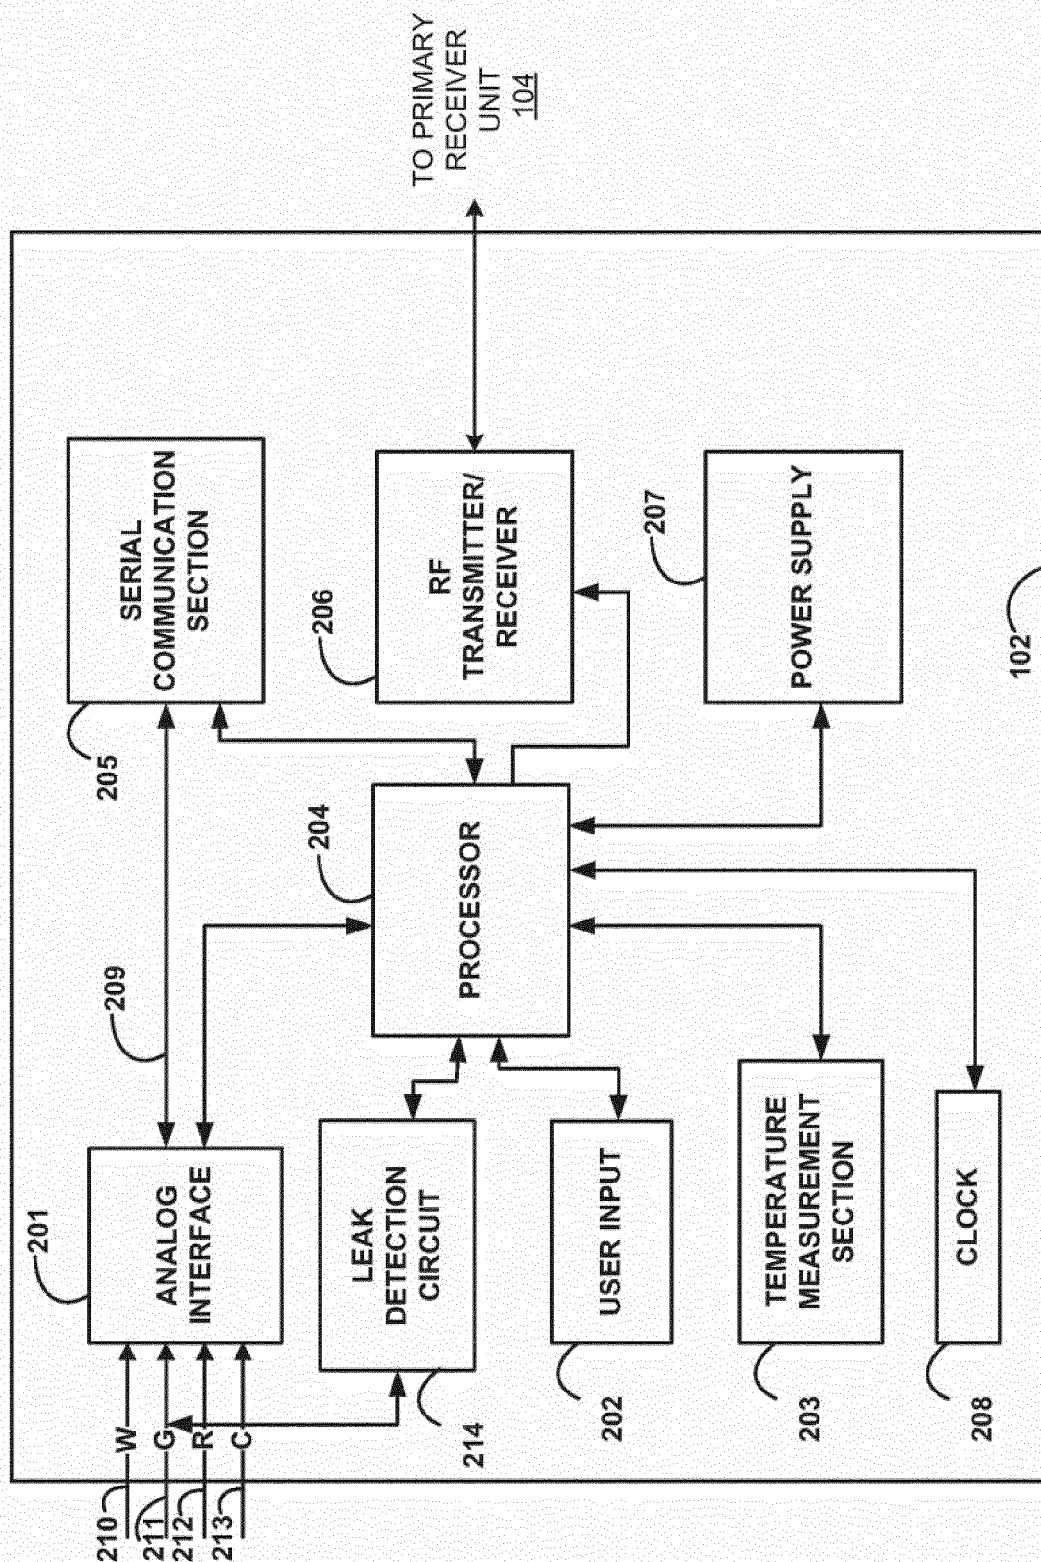 210
W
211
G
212
R
213
C
201
ANALOG
INTERFACE
209
205
SERIAL
COMMUNICATION
SECTION
214
LEAK
DETECTION
CIRCUIT
204
PROCESSOR
206
RF
TRANSMITTER/
RECEIVER
TO PRIMARY
RECEIVER
UNIT
104
202
USER INPUT
207
POWER SUPPLY
203
TEMPERATURE
MEASUREMENT
SECTION
208
CLOCK
102